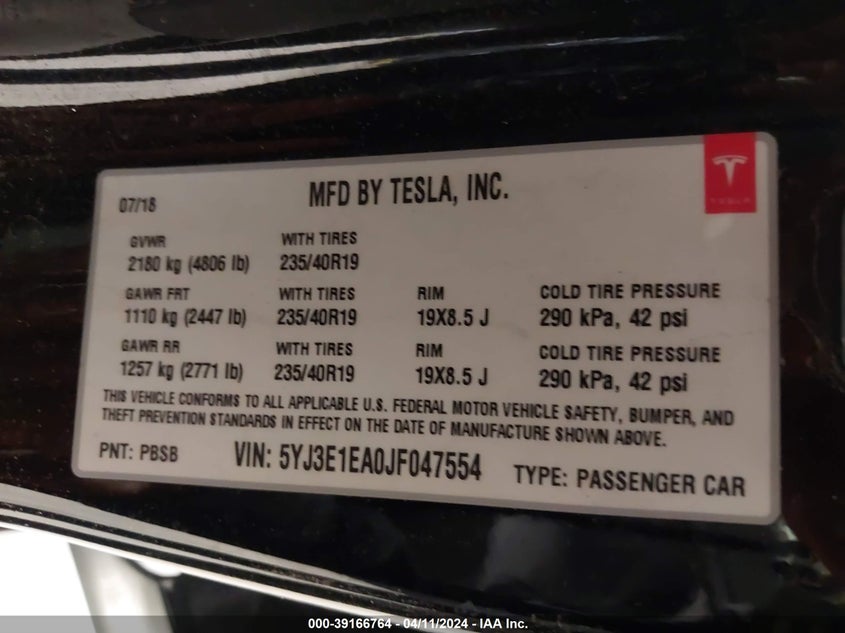 07/18
MFD BY TESLA, INC.
TESLA
GVWR WITH TIRES
2180 kg (4806 lb) 235/40R19
GAWR FRT WITH TIRES RIM COLD TIRE PRESSURE
1110 kg (2447 lb) 235/40R19 19X8.5 J 290 kPa, 42 psi
GAWR RR WITH TIRES RIM COLD TIRE PRESSURE
1257 kg (2771 lb) 235/40R19 19X8.5 J 290 kPa, 42 psi
THIS VEHICLE CONFORMS TO ALL APPLICABLE U.S. FEDERAL MOTOR VEHICLE SAFETY, BUMPER, AND
THEFT PREVENTION STANDARDS IN EFFECT ON THE DATE OF MANUFACTURE SHOWN ABOVE.
PNT: PBSB VIN: 5YJ3E1EA0JF047554 TYPE: PASSENGER CAR
000-39166764 - 04/11/2024 - IAA Inc.